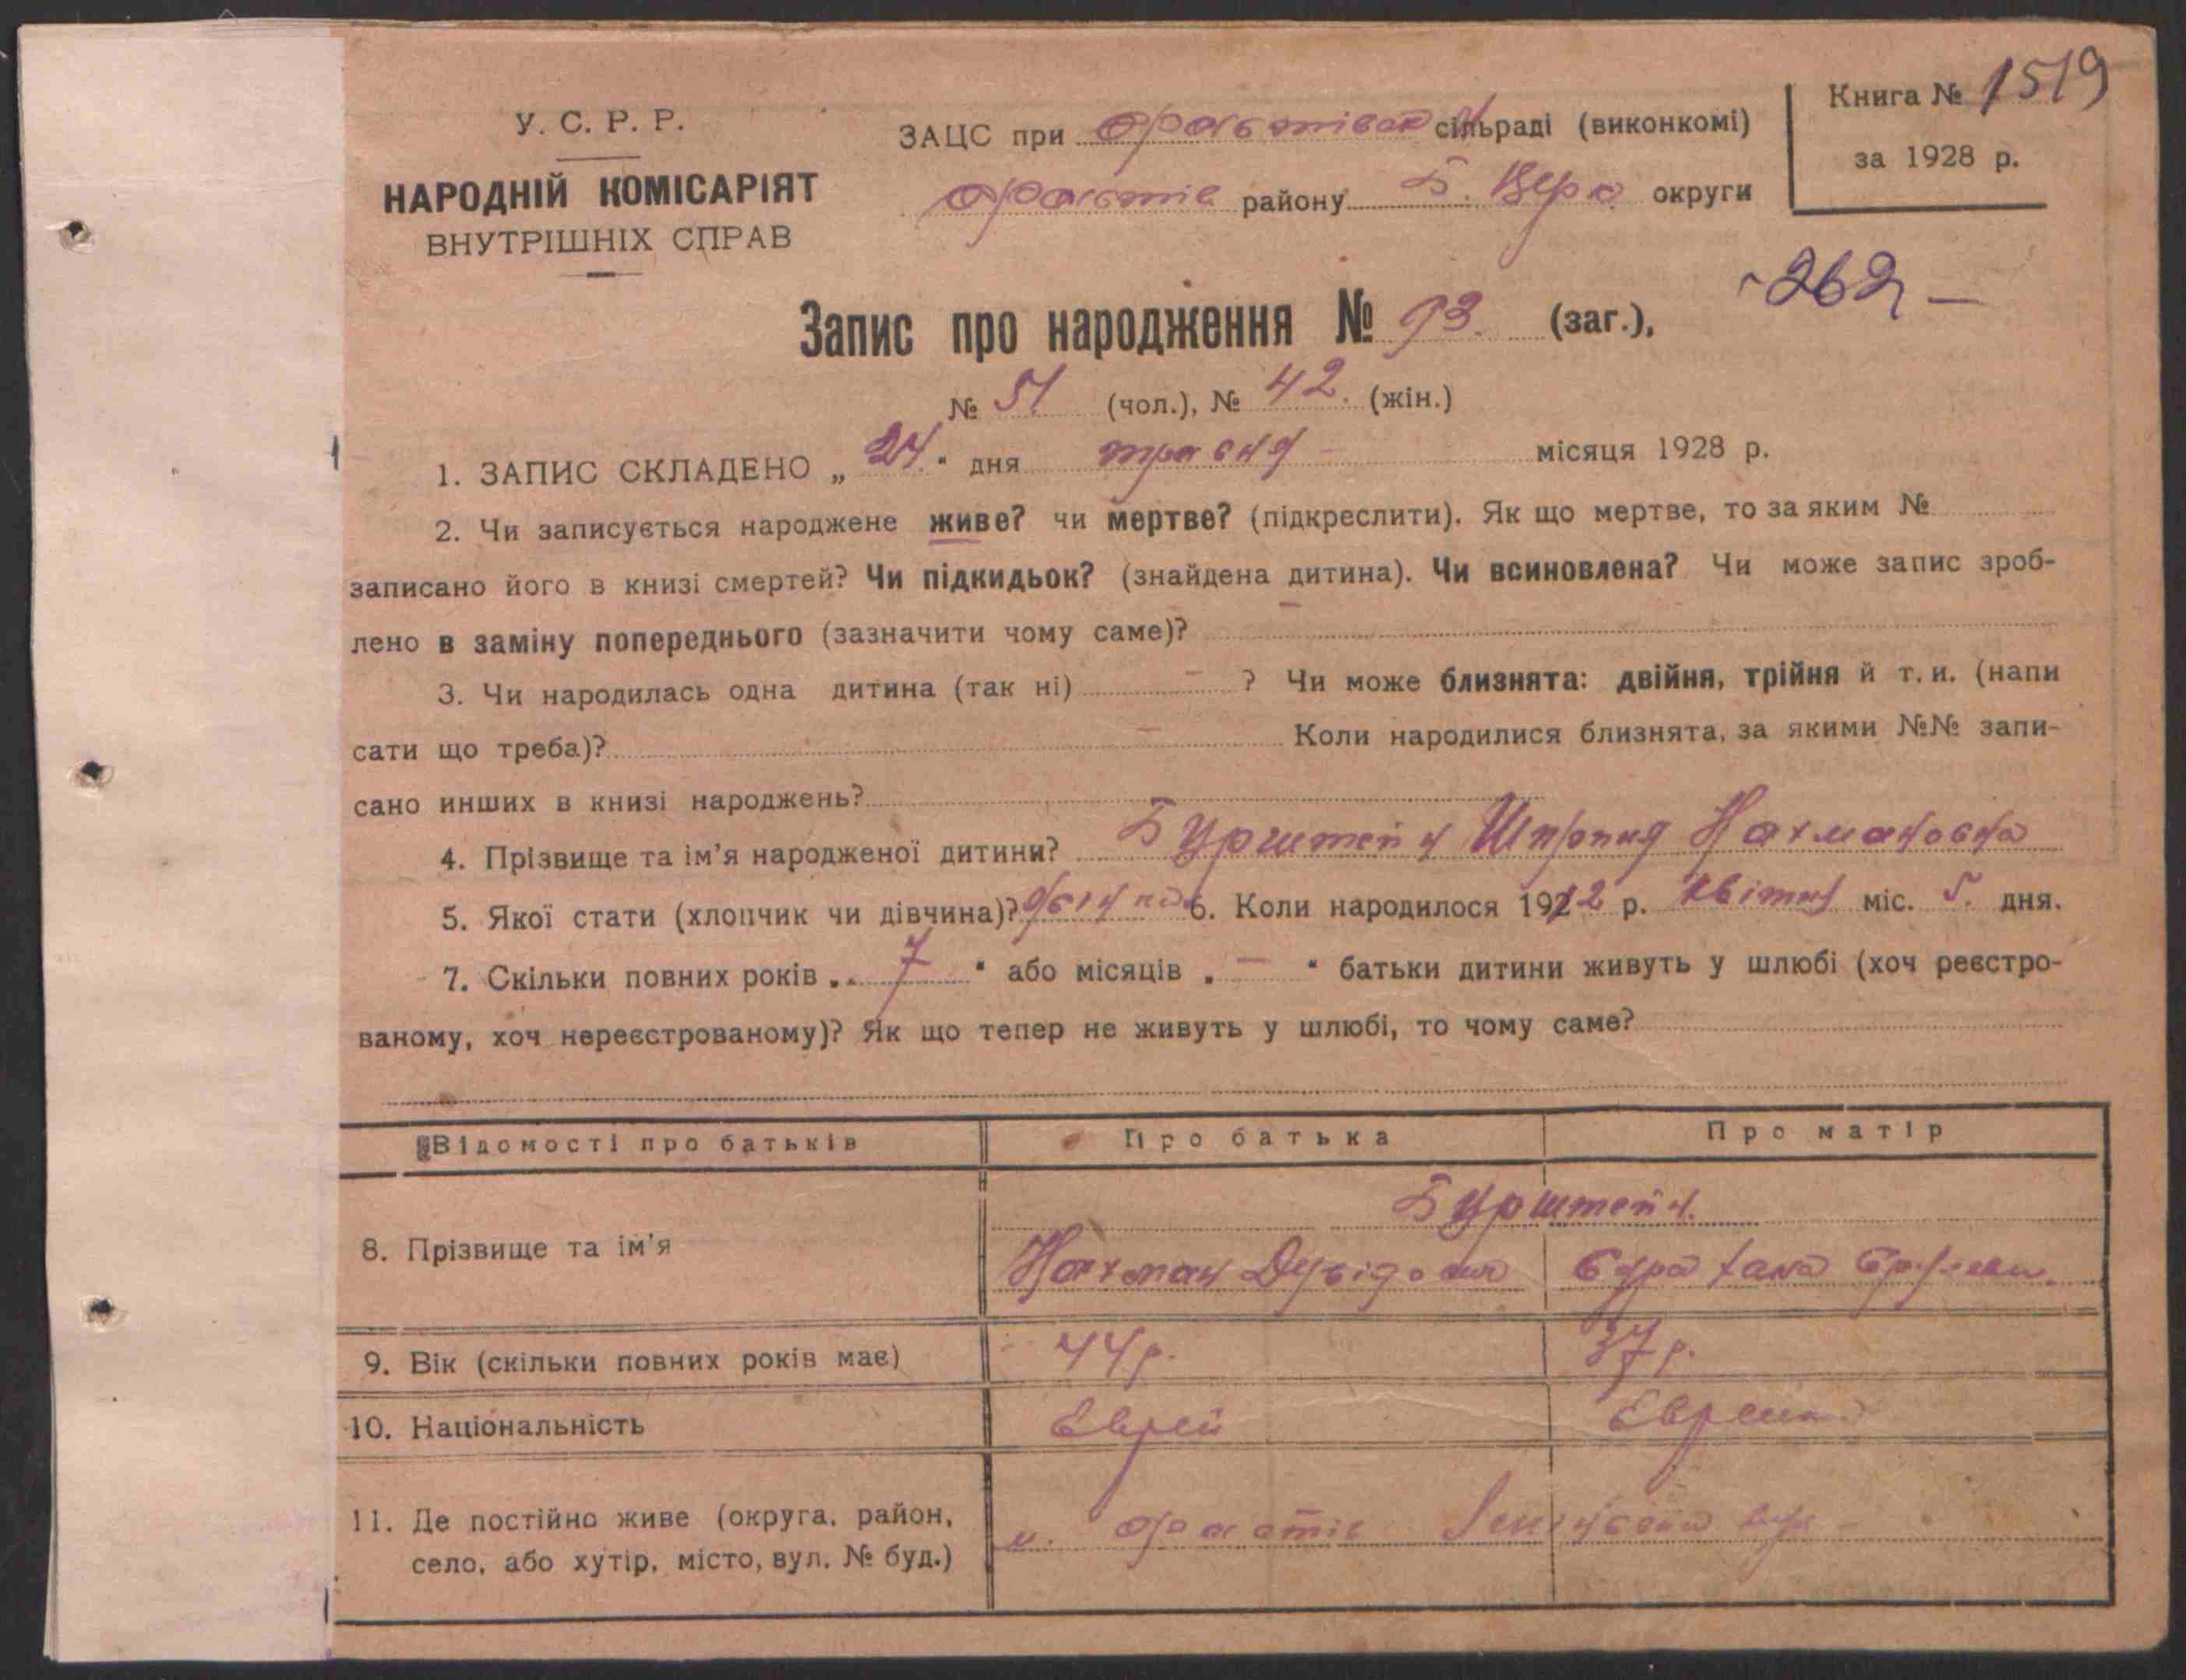 Книга № 1519
за 1928 р.
У. С. Р. Р.
НАРОДНІЙ КОМІСАРІЯТ
ВНУТРІШНІХ СПРАВ
ЗАЦС при сільраді (виконкомі)
району Б. Церк округи
262 —
Запис про народження № 93. (заг.),
№ 51 (чол.), № 42. (жін.)
1. ЗАПИС СКЛАДЕНО „ 24 " дня травня — місяця 1928 р.
2. Чи записується народжене живе? чи мертве? (підкреслити). Як що мертве, то за яким №
записано його в книзі смертей? Чи підкидьок? (знайдена дитина). Чи всиновлена? Чи може запис зроб-
лено в заміну попереднього (зазначити чому саме)? —
3. Чи народилась одна дитина (так ні) — ? Чи може близнята: двійня, трійня й т. и. (напи
сати що треба)? — Коли народилися близнята, за якими №№ запи-
сано инших в книзі народжень?
4. Прізвище та ім'я народженої дитини? Бурштейн Нахмановна
5. Якої стати (хлопчик чи дівчина)? 6. Коли народилося 1922 р. квітня міс. 5. дня.
7. Скільки повних років „ 7 " або місяців „ — " батьки дитини живуть у шлюбі (хоч реєстро-
ваному, хоч нереєстрованому)? Як що тепер не живуть у шлюбі, то чому саме?
Відомості про батьків Про батька Про матір
Бурштейн.
8. Прізвище та ім'я Нахман Хана
9. Вік (скільки повних років має) 44 р. 37 р.
10. Національність Еврей Еврейка
11. Де постійно живе (округа, район,
село, або хутір, місто, вул. № буд.) м.